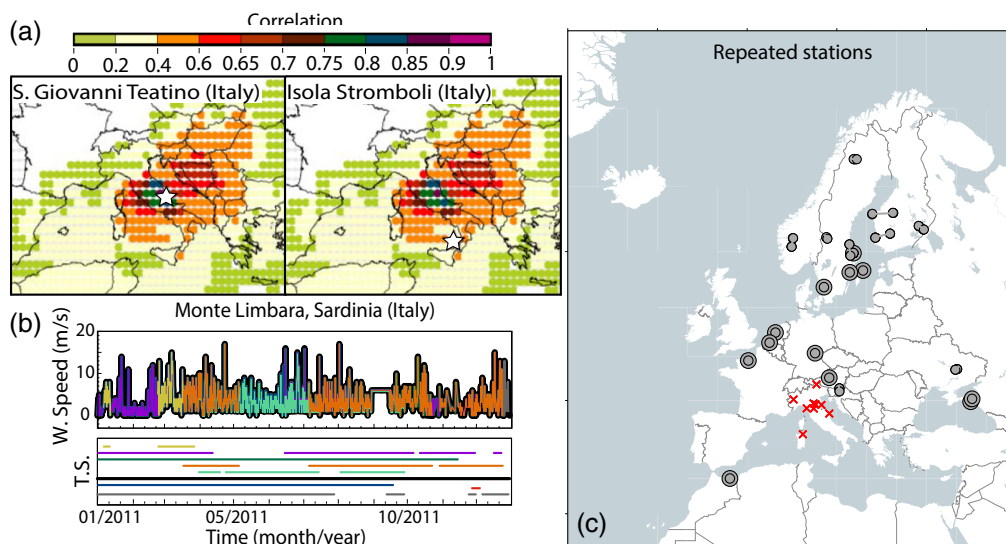 (a)
Correlation
0 0.2 0.4 0.6 0.65 0.7 0.75 0.8 0.85 0.9 1
S. Giovanni Teatino (Italy)
Isola Stromboli (Italy)
(b)
Monte Limbara, Sardinia (Italy)
W. Speed (m/s)
20
10
0
T.S.
01/2011 05/2011 10/2011
Time (month/year)
Repeated stations
(c)